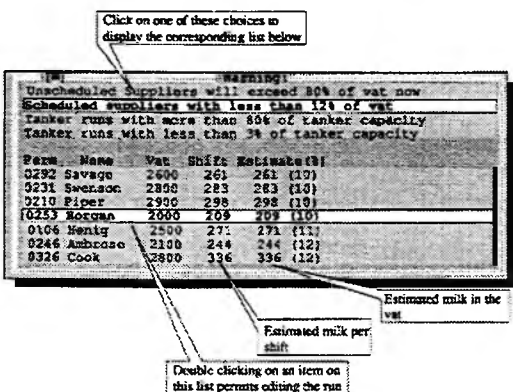 Click on one of these choices to
display the corresponding list below
Warning!
Unscheduled Suppliers will exceed 80% of vat now
Scheduled suppliers with less than 12% of vat
Tanker runs with more than 80% of tanker capacity
Tanker runs with less than 3% of tanker capacity
Farm Name Vat Shift Estimate(%)
0292 Savage 2600 261 261 (10)
0231 Swenson 2800 283 283 (10)
0210 Piper 2900 298 298 (10)
0253 Horgan 2000 209 209 (10)
0106 Henig 2500 271 271 (11)
0246 Ambrose 2100 244 244 (12)
0326 Cook 2800 336 336 (12)
Estimated milk in the
vat
Estimated milk per
shift
Double clicking on an item on
this list permits editing the run